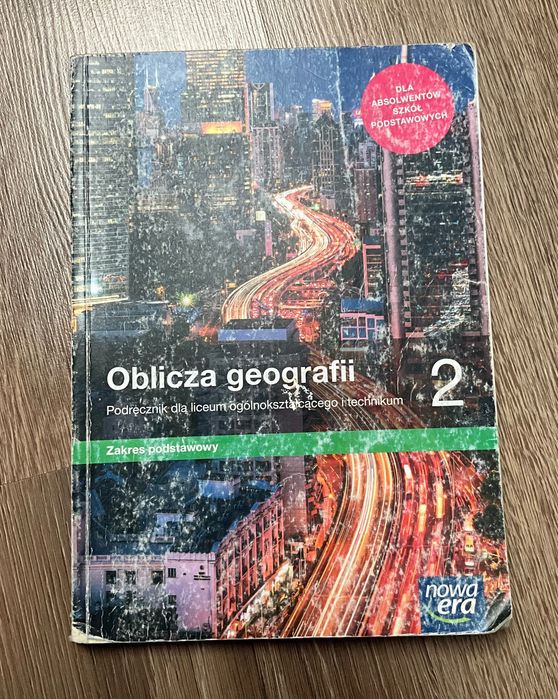 DLA
ABSOLWENTÓW
SZKÓŁ
PODSTAWOWYCH
Oblicza geografii 2
Podręcznik dla liceum ogólnokształcącego i technikum
Zakres podstawowy
nowa
era